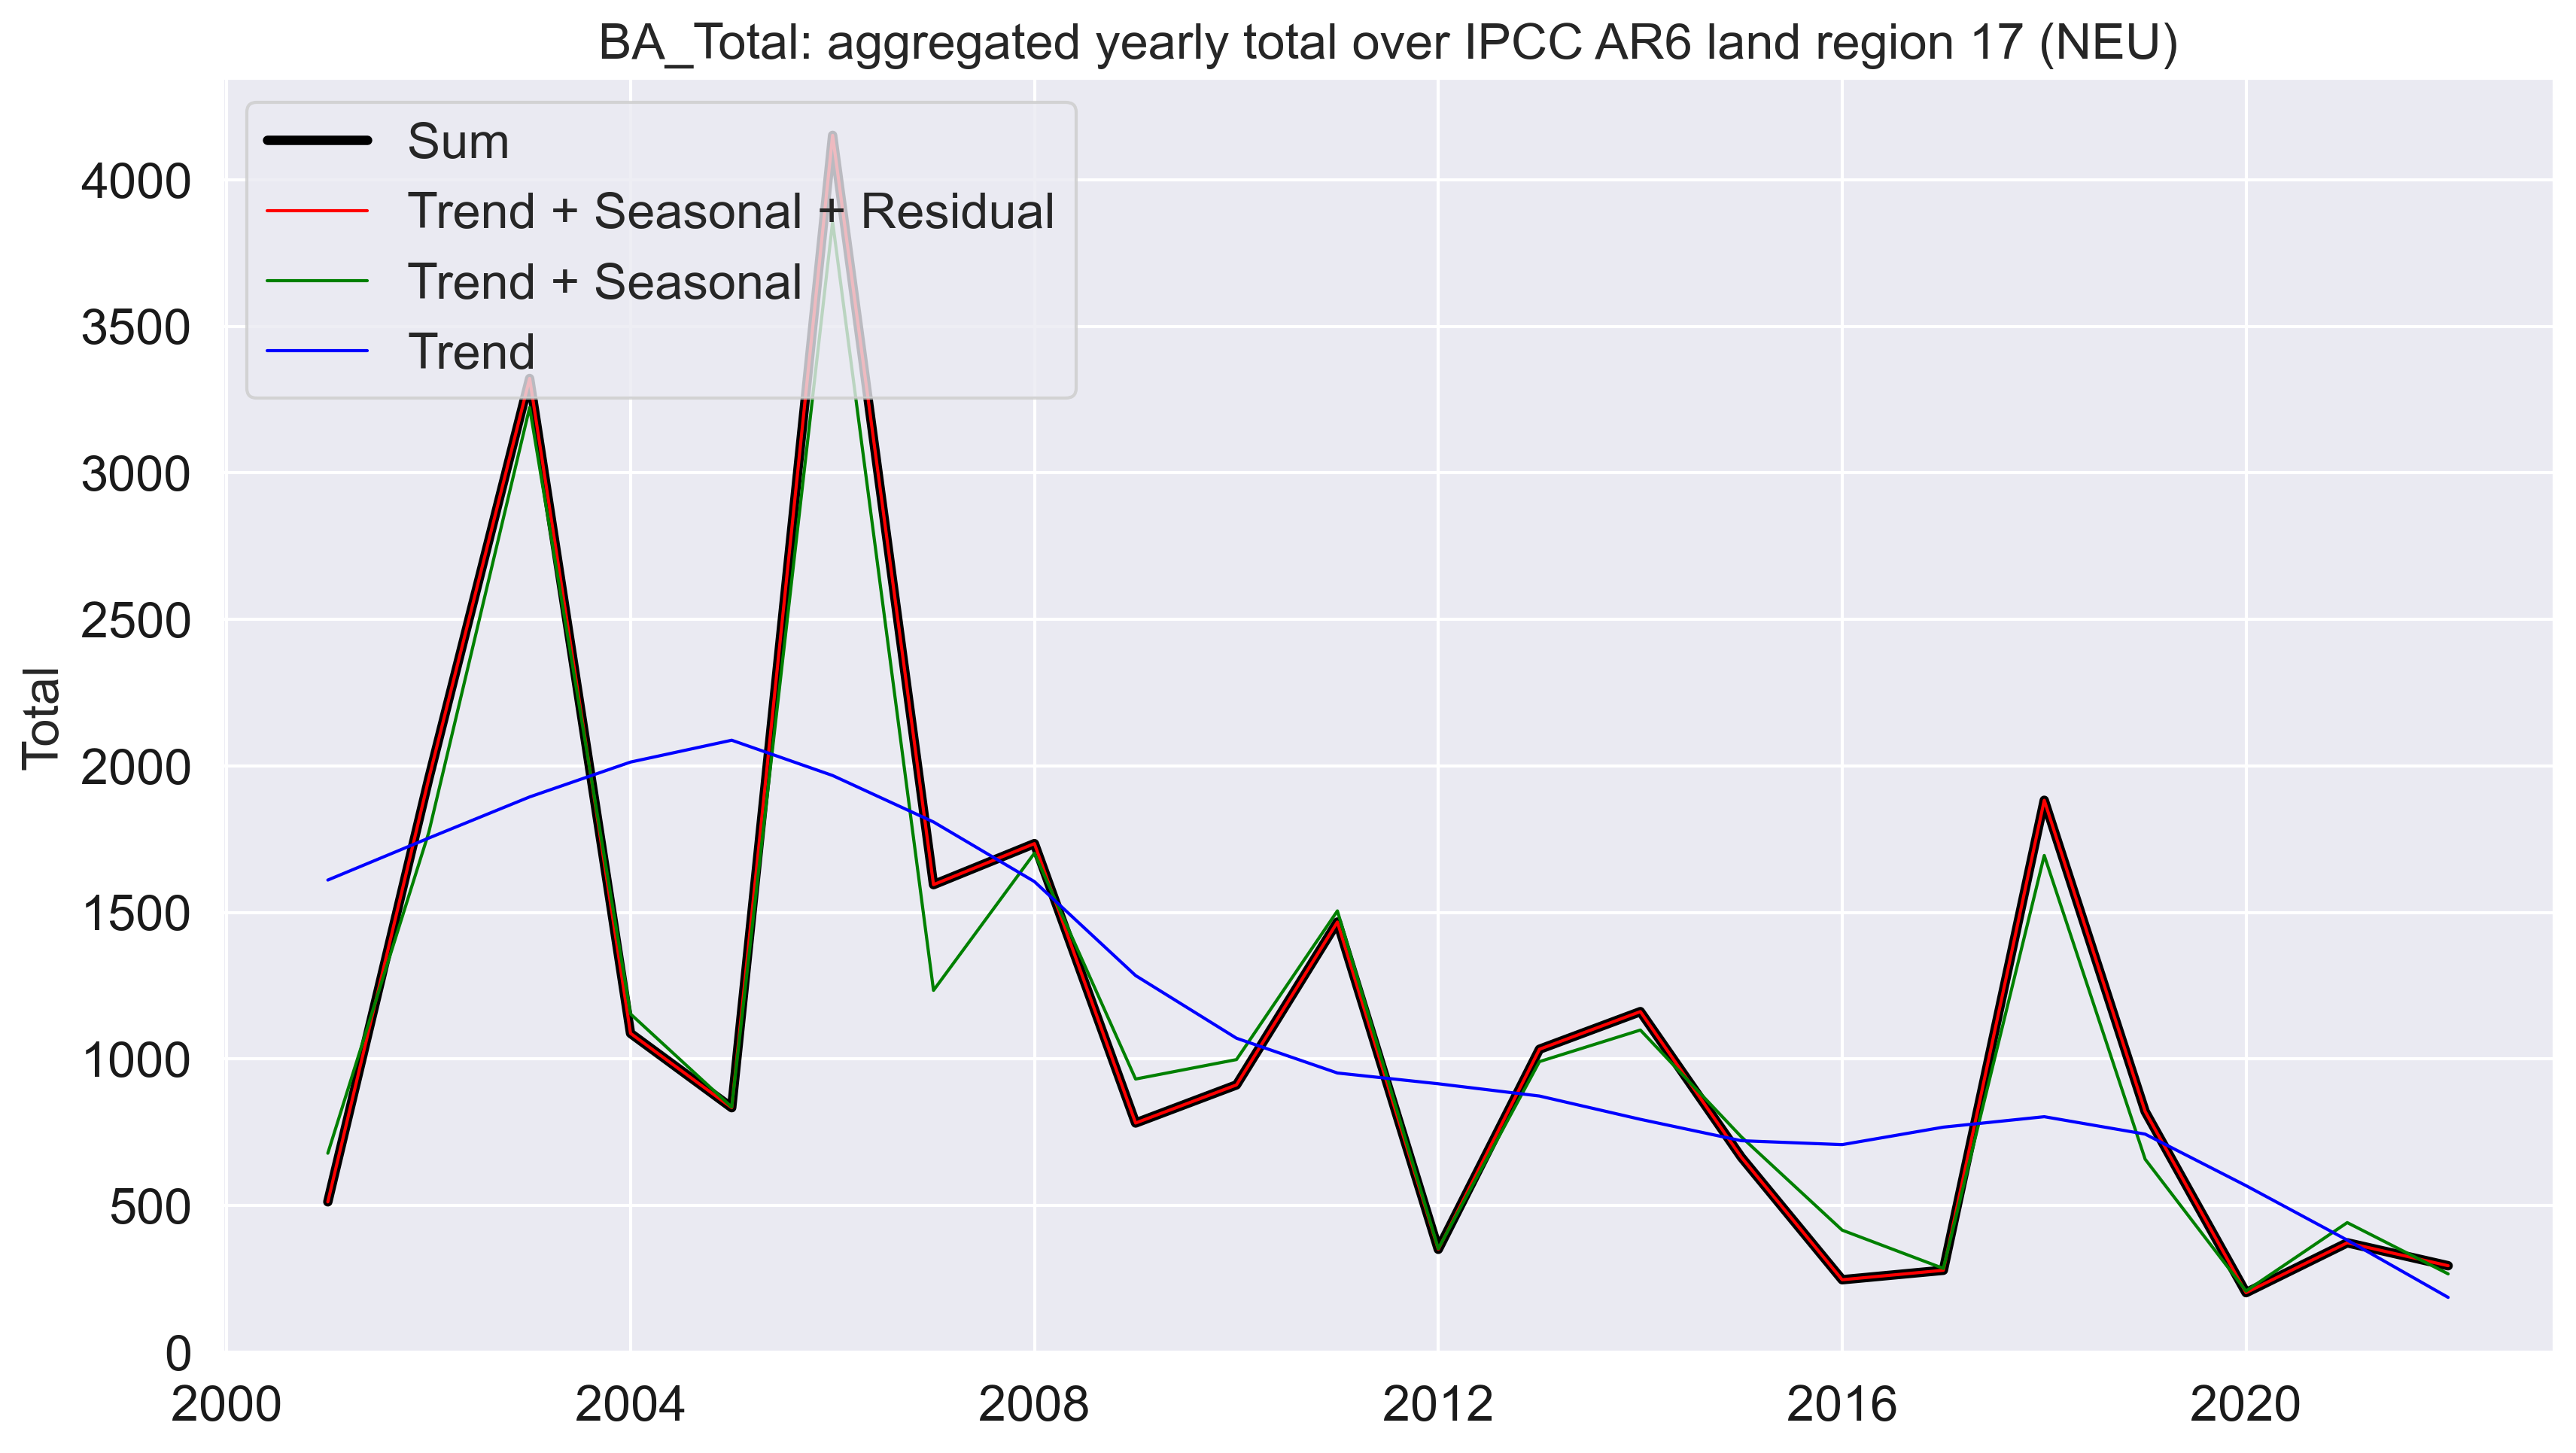 BA_Total: aggregated yearly total over IPCC AR6 land region 17 (NEU)
Sum
Trend + Seasonal + Residual
Trend + Seasonal
Trend
4000
3500
3000
2500
2000
1500
1000
500
0
Total
2000 2004 2008 2012 2016 2020